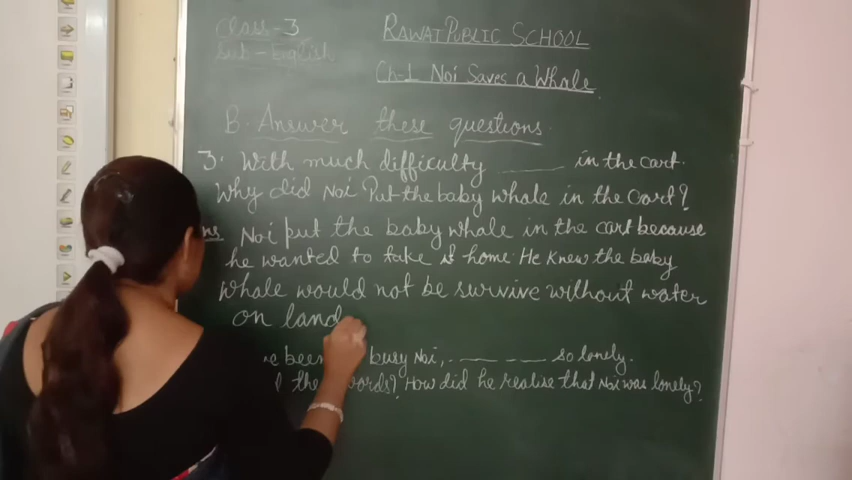 Class-3
RAWAT PUBLIC SCHOOL
Sub-English
Ch-1 Noi Saves a Whale
B. Answer these questions.
3. With much difficulty ______ in the cart.
Why did Noi Put the baby whale in the cart?
Noi put the baby whale in the cart because
he wanted to take it home. He knew the baby
whale would not be survive without water
on land
been busy Noi, ____ ____ so lonely.
the words? How did he realise that Noi was lonely?